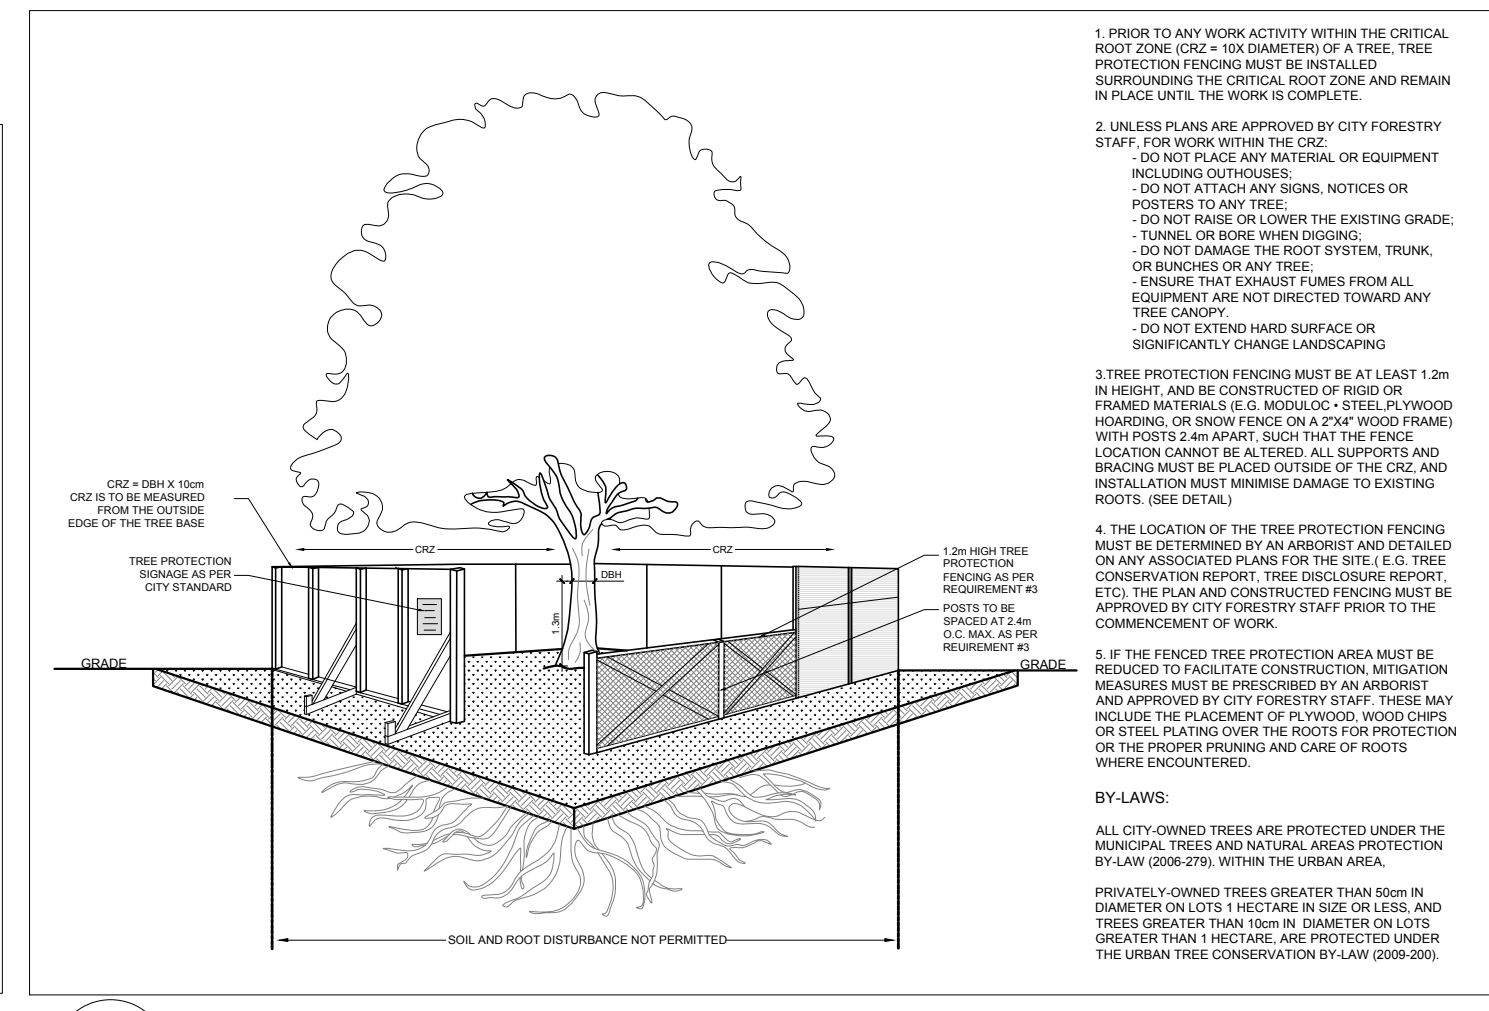 1. PRIOR TO ANY WORK ACTIVITY WITHIN THE CRITICAL
ROOT ZONE (CRZ = 10X DIAMETER) OF A TREE, TREE
PROTECTION FENCING MUST BE INSTALLED
SURROUNDING THE CRITICAL ROOT ZONE AND REMAIN
IN PLACE UNTIL THE WORK IS COMPLETE.
2. UNLESS PLANS ARE APPROVED BY CITY FORESTRY
STAFF, FOR WORK WITHIN THE CRZ:
- DO NOT PLACE ANY MATERIAL OR EQUIPMENT
INCLUDING OUTHOUSES;
- DO NOT ATTACH ANY SIGNS, NOTICES OR
POSTERS TO ANY TREE;
- DO NOT RAISE OR LOWER THE EXISTING GRADE;
- TUNNEL OR BORE WHEN DIGGING;
- DO NOT DAMAGE THE ROOT SYSTEM, TRUNK,
OR BUNCHES OR ANY TREE;
- ENSURE THAT EXHAUST FUMES FROM ALL
EQUIPMENT ARE NOT DIRECTED TOWARD ANY
TREE CANOPY.
- DO NOT EXTEND HARD SURFACE OR
SIGNIFICANTLY CHANGE LANDSCAPING
3.TREE PROTECTION FENCING MUST BE AT LEAST 1.2m
IN HEIGHT, AND BE CONSTRUCTED OF RIGID OR
FRAMED MATERIALS (E.G. MODULOC • STEEL,PLYWOOD
HOARDING, OR SNOW FENCE ON A 2"X4" WOOD FRAME)
WITH POSTS 2.4m APART, SUCH THAT THE FENCE
LOCATION CANNOT BE ALTERED. ALL SUPPORTS AND
BRACING MUST BE PLACED OUTSIDE OF THE CRZ, AND
INSTALLATION MUST MINIMISE DAMAGE TO EXISTING
ROOTS. (SEE DETAIL)
4. THE LOCATION OF THE TREE PROTECTION FENCING
MUST BE DETERMINED BY AN ARBORIST AND DETAILED
ON ANY ASSOCIATED PLANS FOR THE SITE.( E.G. TREE
CONSERVATION REPORT, TREE DISCLOSURE REPORT,
ETC). THE PLAN AND CONSTRUCTED FENCING MUST BE
APPROVED BY CITY FORESTRY STAFF PRIOR TO THE
COMMENCEMENT OF WORK.
5. IF THE FENCED TREE PROTECTION AREA MUST BE
REDUCED TO FACILITATE CONSTRUCTION, MITIGATION
MEASURES MUST BE PRESCRIBED BY AN ARBORIST
AND APPROVED BY CITY FORESTRY STAFF. THESE MAY
INCLUDE THE PLACEMENT OF PLYWOOD, WOOD CHIPS
OR STEEL PLATING OVER THE ROOTS FOR PROTECTION
OR THE PROPER PRUNING AND CARE OF ROOTS
WHERE ENCOUNTERED.
BY-LAWS:
ALL CITY-OWNED TREES ARE PROTECTED UNDER THE
MUNICIPAL TREES AND NATURAL AREAS PROTECTION
BY-LAW (2006-279). WITHIN THE URBAN AREA,
PRIVATELY-OWNED TREES GREATER THAN 50cm IN
DIAMETER ON LOTS 1 HECTARE IN SIZE OR LESS, AND
TREES GREATER THAN 10cm IN DIAMETER ON LOTS
GREATER THAN 1 HECTARE, ARE PROTECTED UNDER
THE URBAN TREE CONSERVATION BY-LAW (2009-200).
CRZ = DBH X 10cm
CRZ IS TO BE MEASURED
FROM THE OUTSIDE
EDGE OF THE TREE BASE
TREE PROTECTION
SIGNAGE AS PER
CITY STANDARD
CRZ
CRZ
DBH
1.3m
1.2m HIGH TREE
PROTECTION
FENCING AS PER
REQUIREMENT #3
POSTS TO BE
SPACED AT 2.4m
O.C. MAX. AS PER
REUIREMENT #3
GRADE
GRADE
SOIL AND ROOT DISTURBANCE NOT PERMITTED